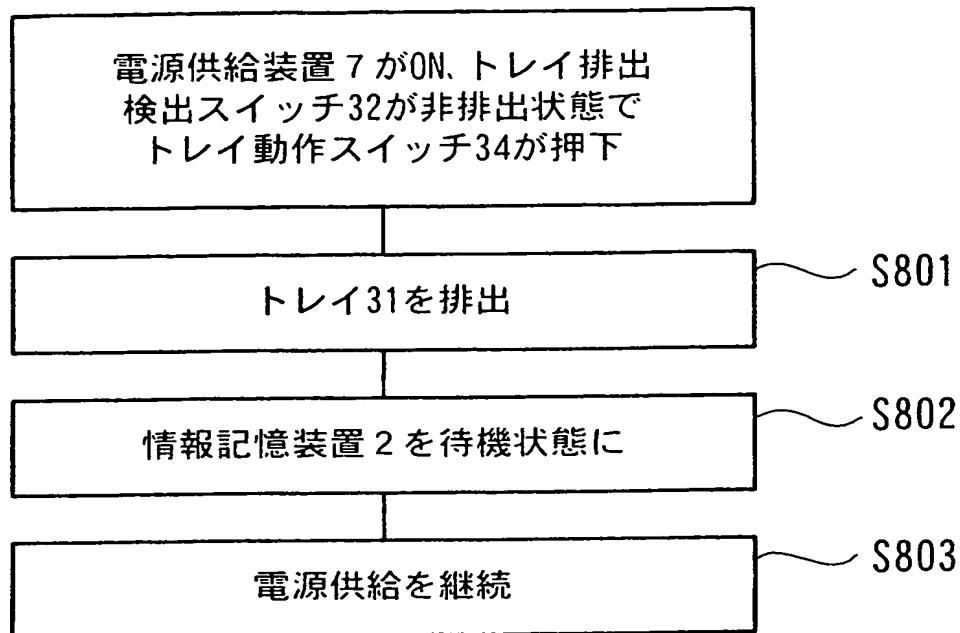 電源供給装置７がON、トレイ排出
検出スイッチ32が非排出状態で
トレイ動作スイッチ34が押下
トレイ31を排出
S801
情報記憶装置２を待機状態に
S802
電源供給を継続
S803